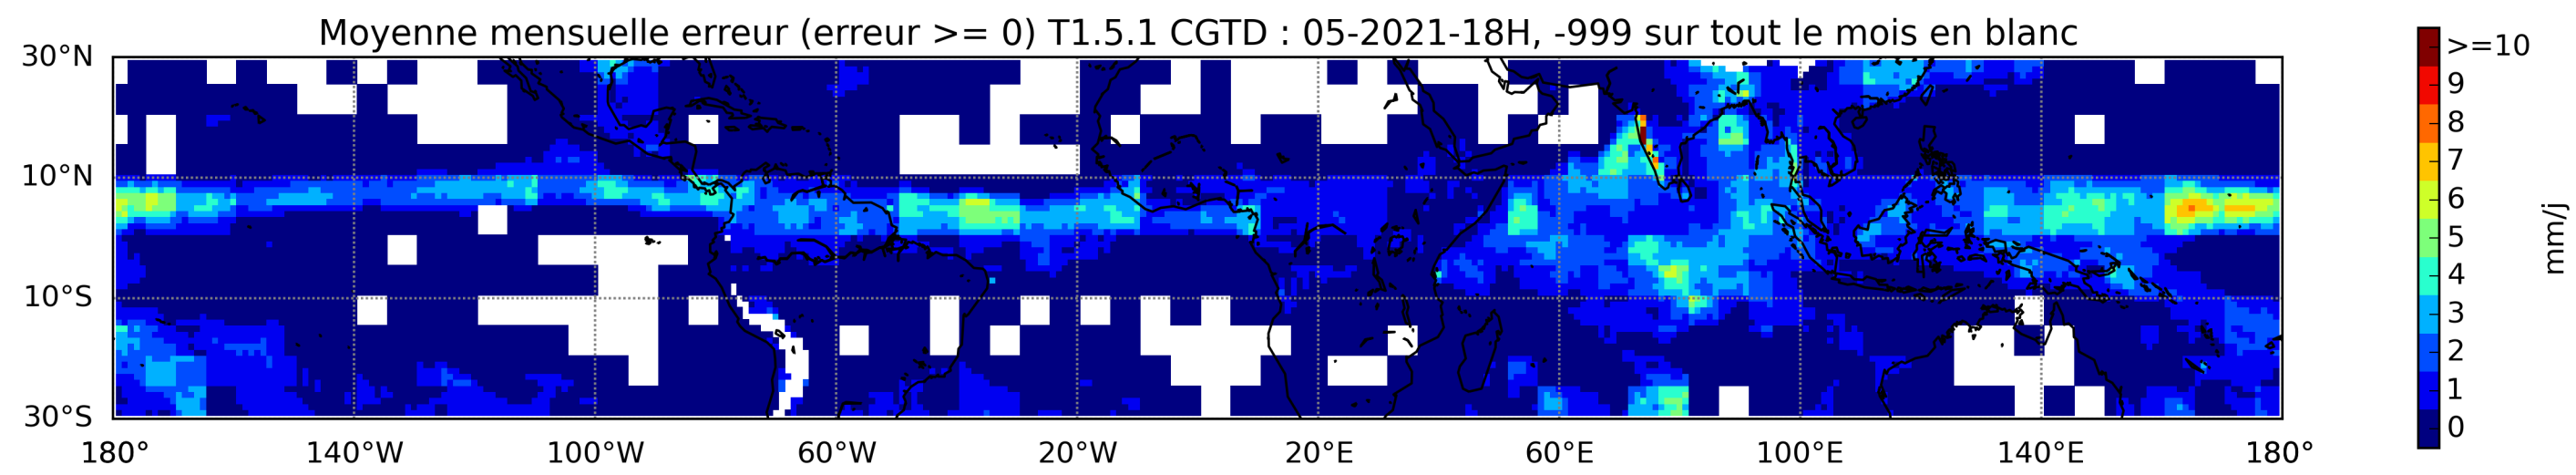 Moyenne mensuelle erreur (erreur >= 0) T1.5.1 CGTD : 05-2021-18H, -999 sur tout le mois en blanc
30°N
10°N
10°S
30°S
180° 140°W 100°W 60°W 20°W 20°E 60°E 100°E 140°E 180°
>=10
9
8
7
6
5
4
3
2
1
0
mm/j